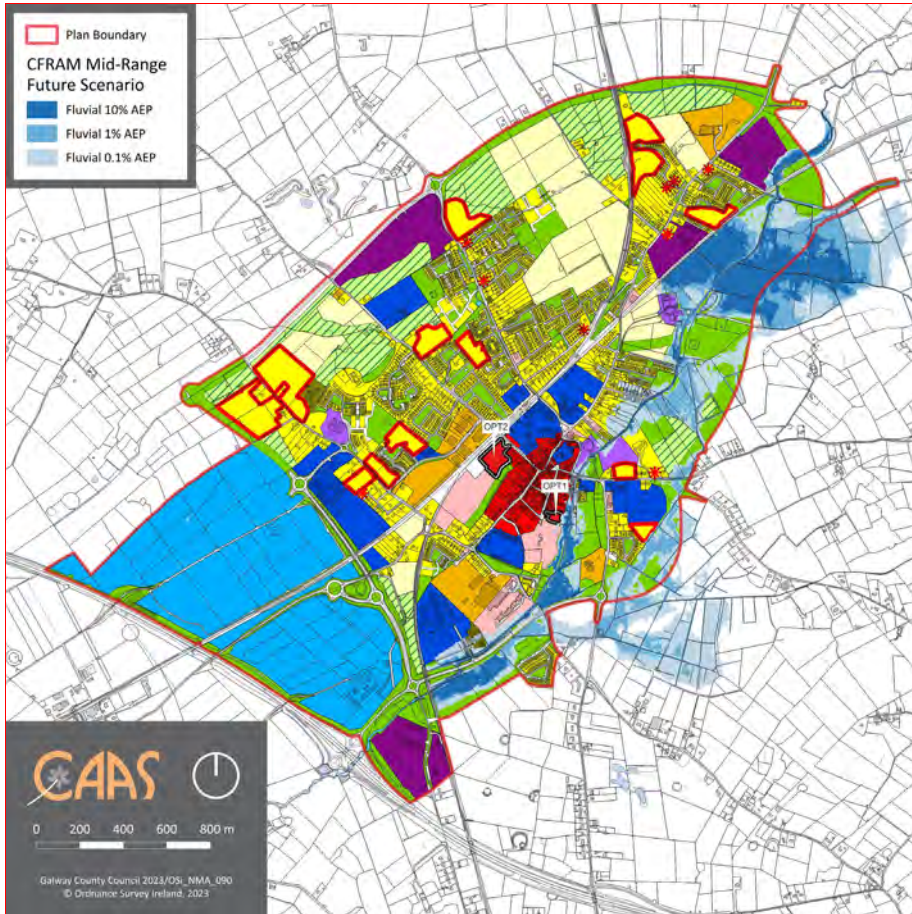 Plan Boundary
CFRAM Mid-Range
Future Scenario
Fluvial 10% AEP
Fluvial 1% AEP
Fluvial 0.1% AEP
OPT2
OPT1
CAAS
0 200 400 600 800 m
Galway County Council 2023/OSi_NMA_090
© Ordnance Survey Ireland, 2023